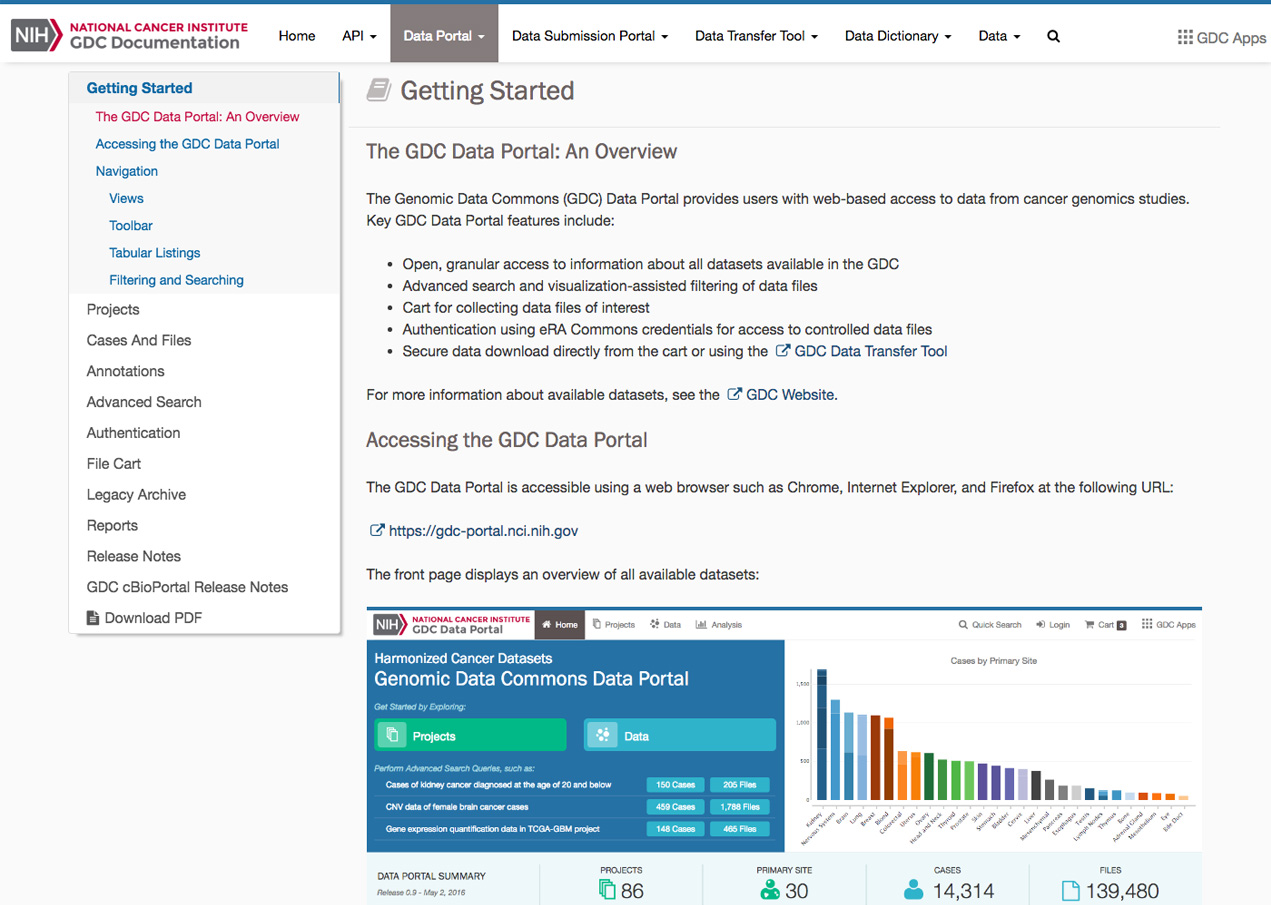 NIH NATIONAL CANCER INSTITUTE
GDC Documentation
Home API Data Portal Data Submission Portal Data Transfer Tool Data Dictionary Data GDC Apps
Getting Started
The GDC Data Portal: An Overview
Accessing the GDC Data Portal
Navigation
Views
Toolbar
Tabular Listings
Filtering and Searching
Projects
Cases And Files
Annotations
Advanced Search
Authentication
File Cart
Legacy Archive
Reports
Release Notes
GDC cBioPortal Release Notes
Download PDF
Getting Started
The GDC Data Portal: An Overview
The Genomic Data Commons (GDC) Data Portal provides users with web-based access to data from cancer genomics studies.
Key GDC Data Portal features include:
• Open, granular access to information about all datasets available in the GDC
• Advanced search and visualization-assisted filtering of data files
• Cart for collecting data files of interest
• Authentication using eRA Commons credentials for access to controlled data files
• Secure data download directly from the cart or using the GDC Data Transfer Tool
For more information about available datasets, see the GDC Website.
Accessing the GDC Data Portal
The GDC Data Portal is accessible using a web browser such as Chrome, Internet Explorer, and Firefox at the following URL:
https://gdc-portal.nci.nih.gov
The front page displays an overview of all available datasets:
NIH NATIONAL CANCER INSTITUTE
GDC Data Portal
Home Projects Data Analysis Quick Search Login Cart 3 GDC Apps
Harmonized Cancer Datasets
Genomic Data Commons Data Portal
Get Started by Exploring:
Projects Data
Perform Advanced Search Queries, such as:
Cases of kidney cancer diagnosed at the age of 20 and below 150 Cases 205 Files
CNV data of female brain cancer cases 459 Cases 1,788 Files
Gene expression quantification data in TCGA-GBM project 148 Cases 465 Files
Cases by Primary Site
1,500
1,000
500
0
Kidney
Nervous System
Brain
Lung
Breast
Blood
Colorectal
Uterus
Ovary
Head and Neck
Thyroid
Prostate
Skin
Stomach
Bladder
Cervix
Liver
Mesenchymal
Pancreas
Esophagus
Testis
Lymph Nodes
Thymus
Bone
Adrenal Gland
Mesothelioma
Eye
Bile Duct
DATA PORTAL SUMMARY
Release 0.9 - May 2, 2016
PROJECTS
86
PRIMARY SITE
30
CASES
14,314
FILES
139,480